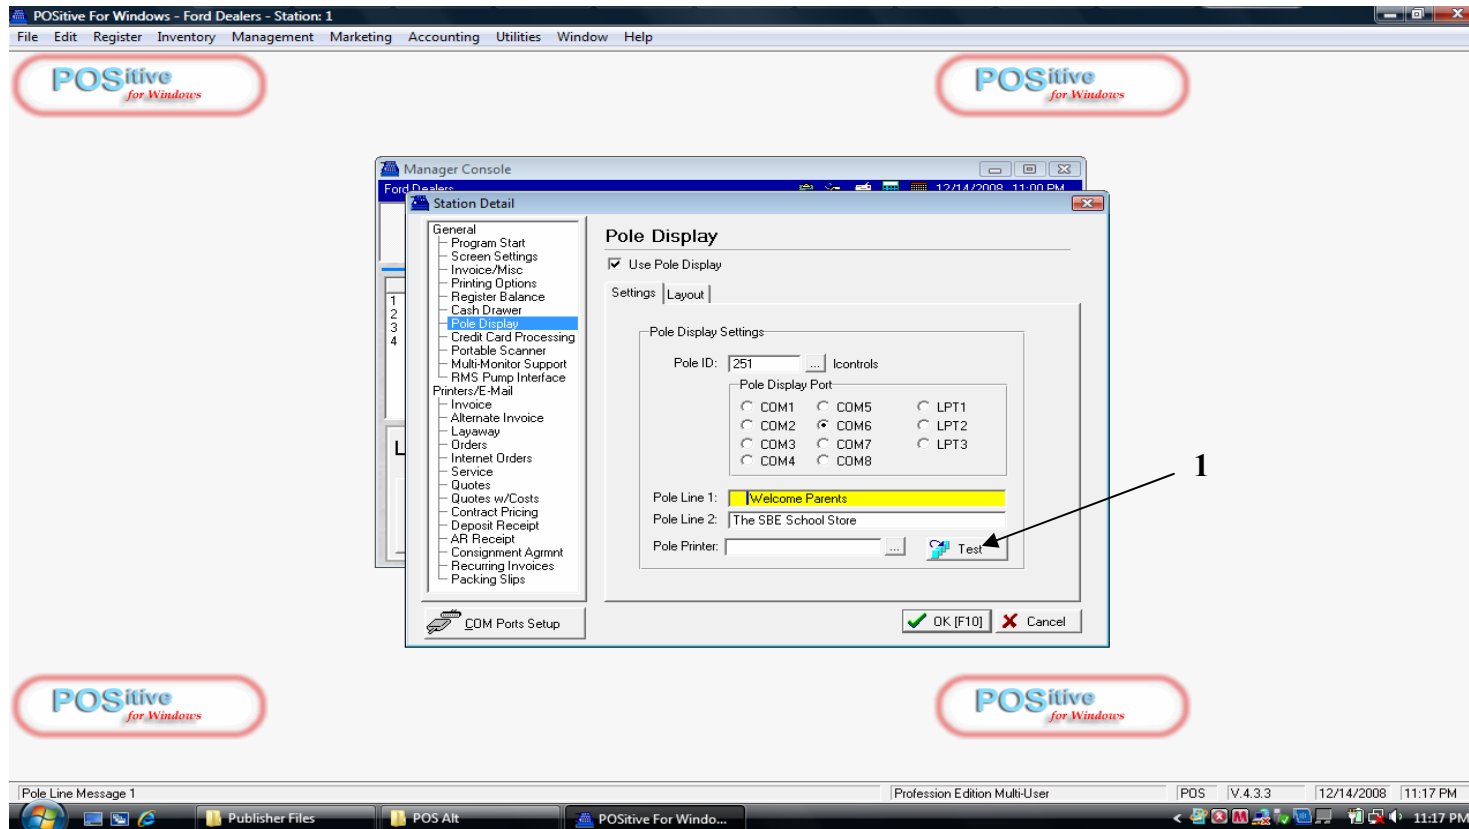 POSitive For Windows - Ford Dealers - Station: 1
File Edit Register Inventory Management Marketing Accounting Utilities Window Help
POSitive
for Windows
POSitive
for Windows
Manager Console
Ford Dealers 12/14/2008 11:00 PM
Station Detail
1
2
3
4
L
General
Program Start
Screen Settings
Invoice/Misc
Printing Options
Register Balance
Cash Drawer
Pole Display
Credit Card Processing
Portable Scanner
Multi-Monitor Support
RMS Pump Interface
Printers/E-Mail
Invoice
Alternate Invoice
Layaway
Orders
Internet Orders
Service
Quotes
Quotes w/Costs
Contract Pricing
Deposit Receipt
AR Receipt
Consignment Agrmnt
Recurring Invoices
Packing Slips
COM Ports Setup
Pole Display
Use Pole Display
Settings Layout
Pole Display Settings
Pole ID: 251 ... Icontrols
Pole Display Port
COM1 COM5 LPT1
COM2 COM6 LPT2
COM3 COM7 LPT3
COM4 COM8
Pole Line 1: Welcome Parents
Pole Line 2: The SBE School Store
Pole Printer: ... Test
OK [F10] Cancel
1
POSitive
for Windows
POSitive
for Windows
Pole Line Message 1 Profession Edition Multi-User POS V.4.3.3 12/14/2008 11:17 PM
Publisher Files POS Alt POSitive For Windo... 11:17 PM